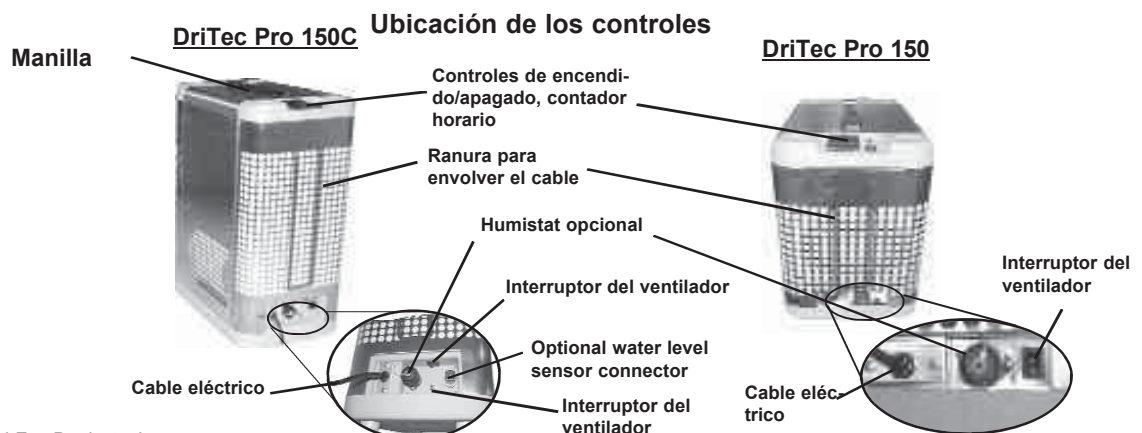 Ubicación de los controles
DriTec Pro 150C
DriTec Pro 150
Manilla
Controles de encendi-
do/apagado, contador
horario
Ranura para
envolver el cable
Humistat opcional
Interruptor del ventilador
Interruptor del
ventilador
Optional water level
sensor connector
Cable eléctrico
Interruptor del
ventilador
Cable eléc-
trico